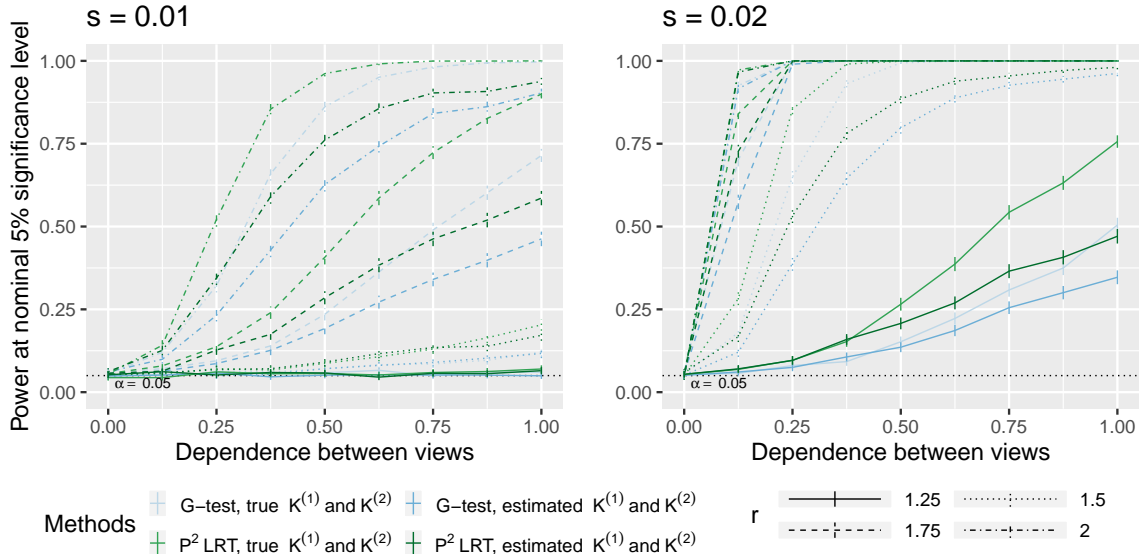 s = 0.01
s = 0.02
Power at nominal 5% significance level
1.00
0.75
0.50
0.25
0.00
α = 0.05
0.00 0.25 0.50 0.75 1.00
Dependence between views
1.00
0.75
0.50
0.25
0.00
α = 0.05
0.00 0.25 0.50 0.75 1.00
Dependence between views
Methods
G−test, true K⁽¹⁾ and K⁽²⁾
G−test, estimated K⁽¹⁾ and K⁽²⁾
P² LRT, true K⁽¹⁾ and K⁽²⁾
P² LRT, estimated K⁽¹⁾ and K⁽²⁾
r
1.25
1.5
1.75
2